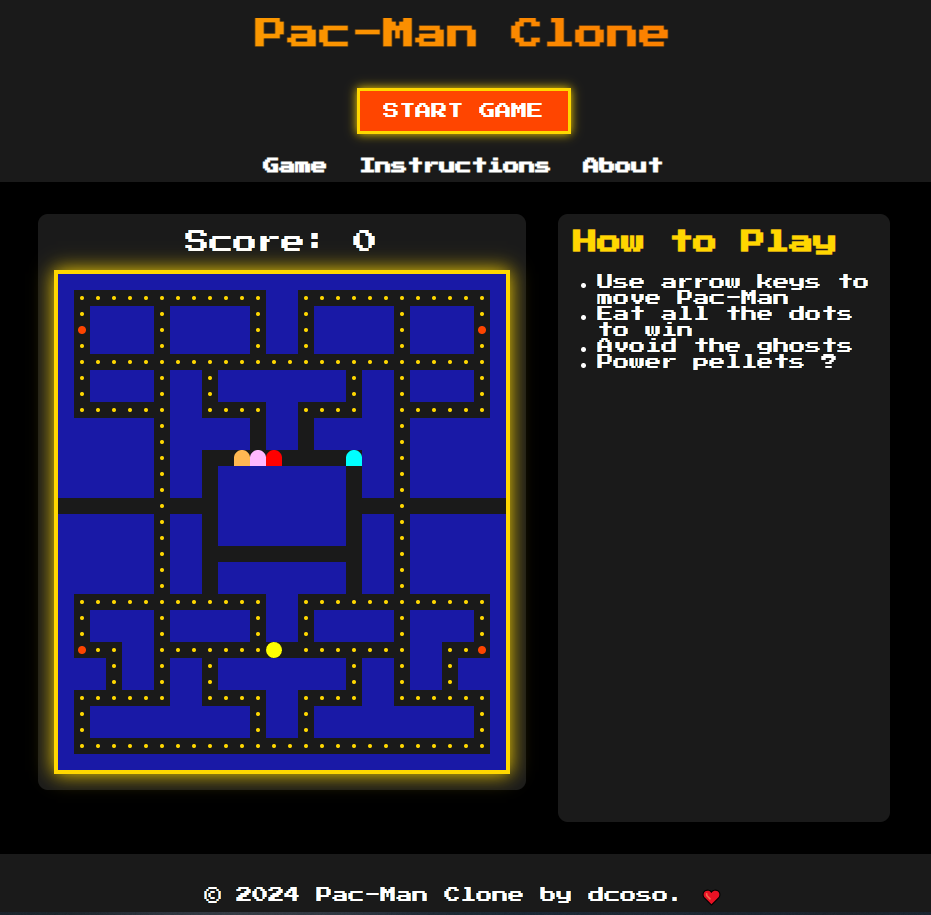 Pac-Man Clone
START GAME
Game Instructions About
Score: 0
How to Play
• Use arrow keys to
move Pac-Man
• Eat all the dots
to win
• Avoid the ghosts
• Power pellets ?
© 2024 Pac-Man Clone by dcoso. ❤️